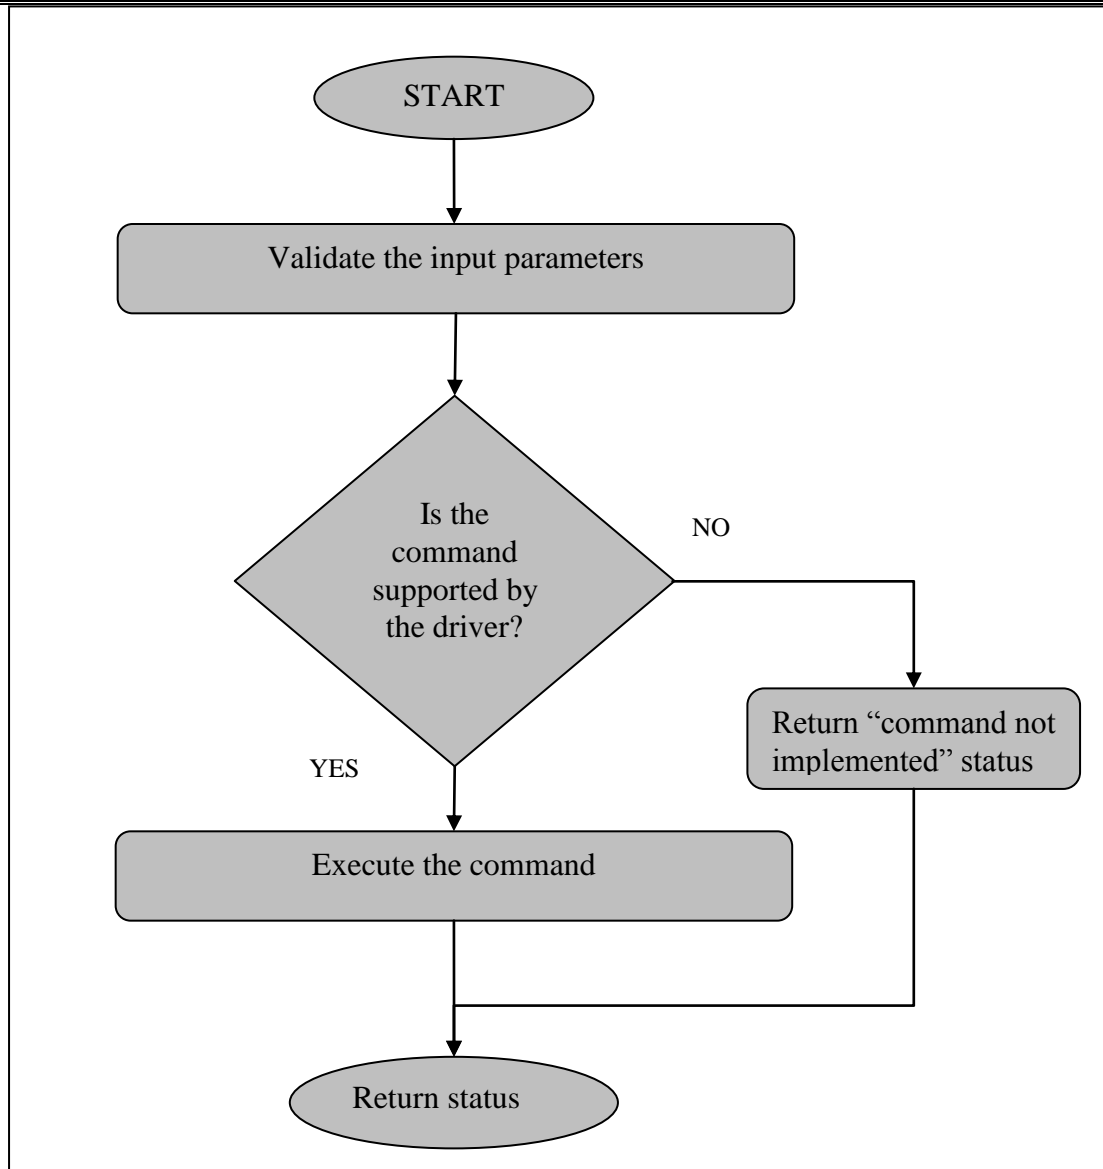 START
Validate the input parameters
Is the
command
supported by
the driver?
NO
Return “command not
implemented” status
YES
Execute the command
Return status